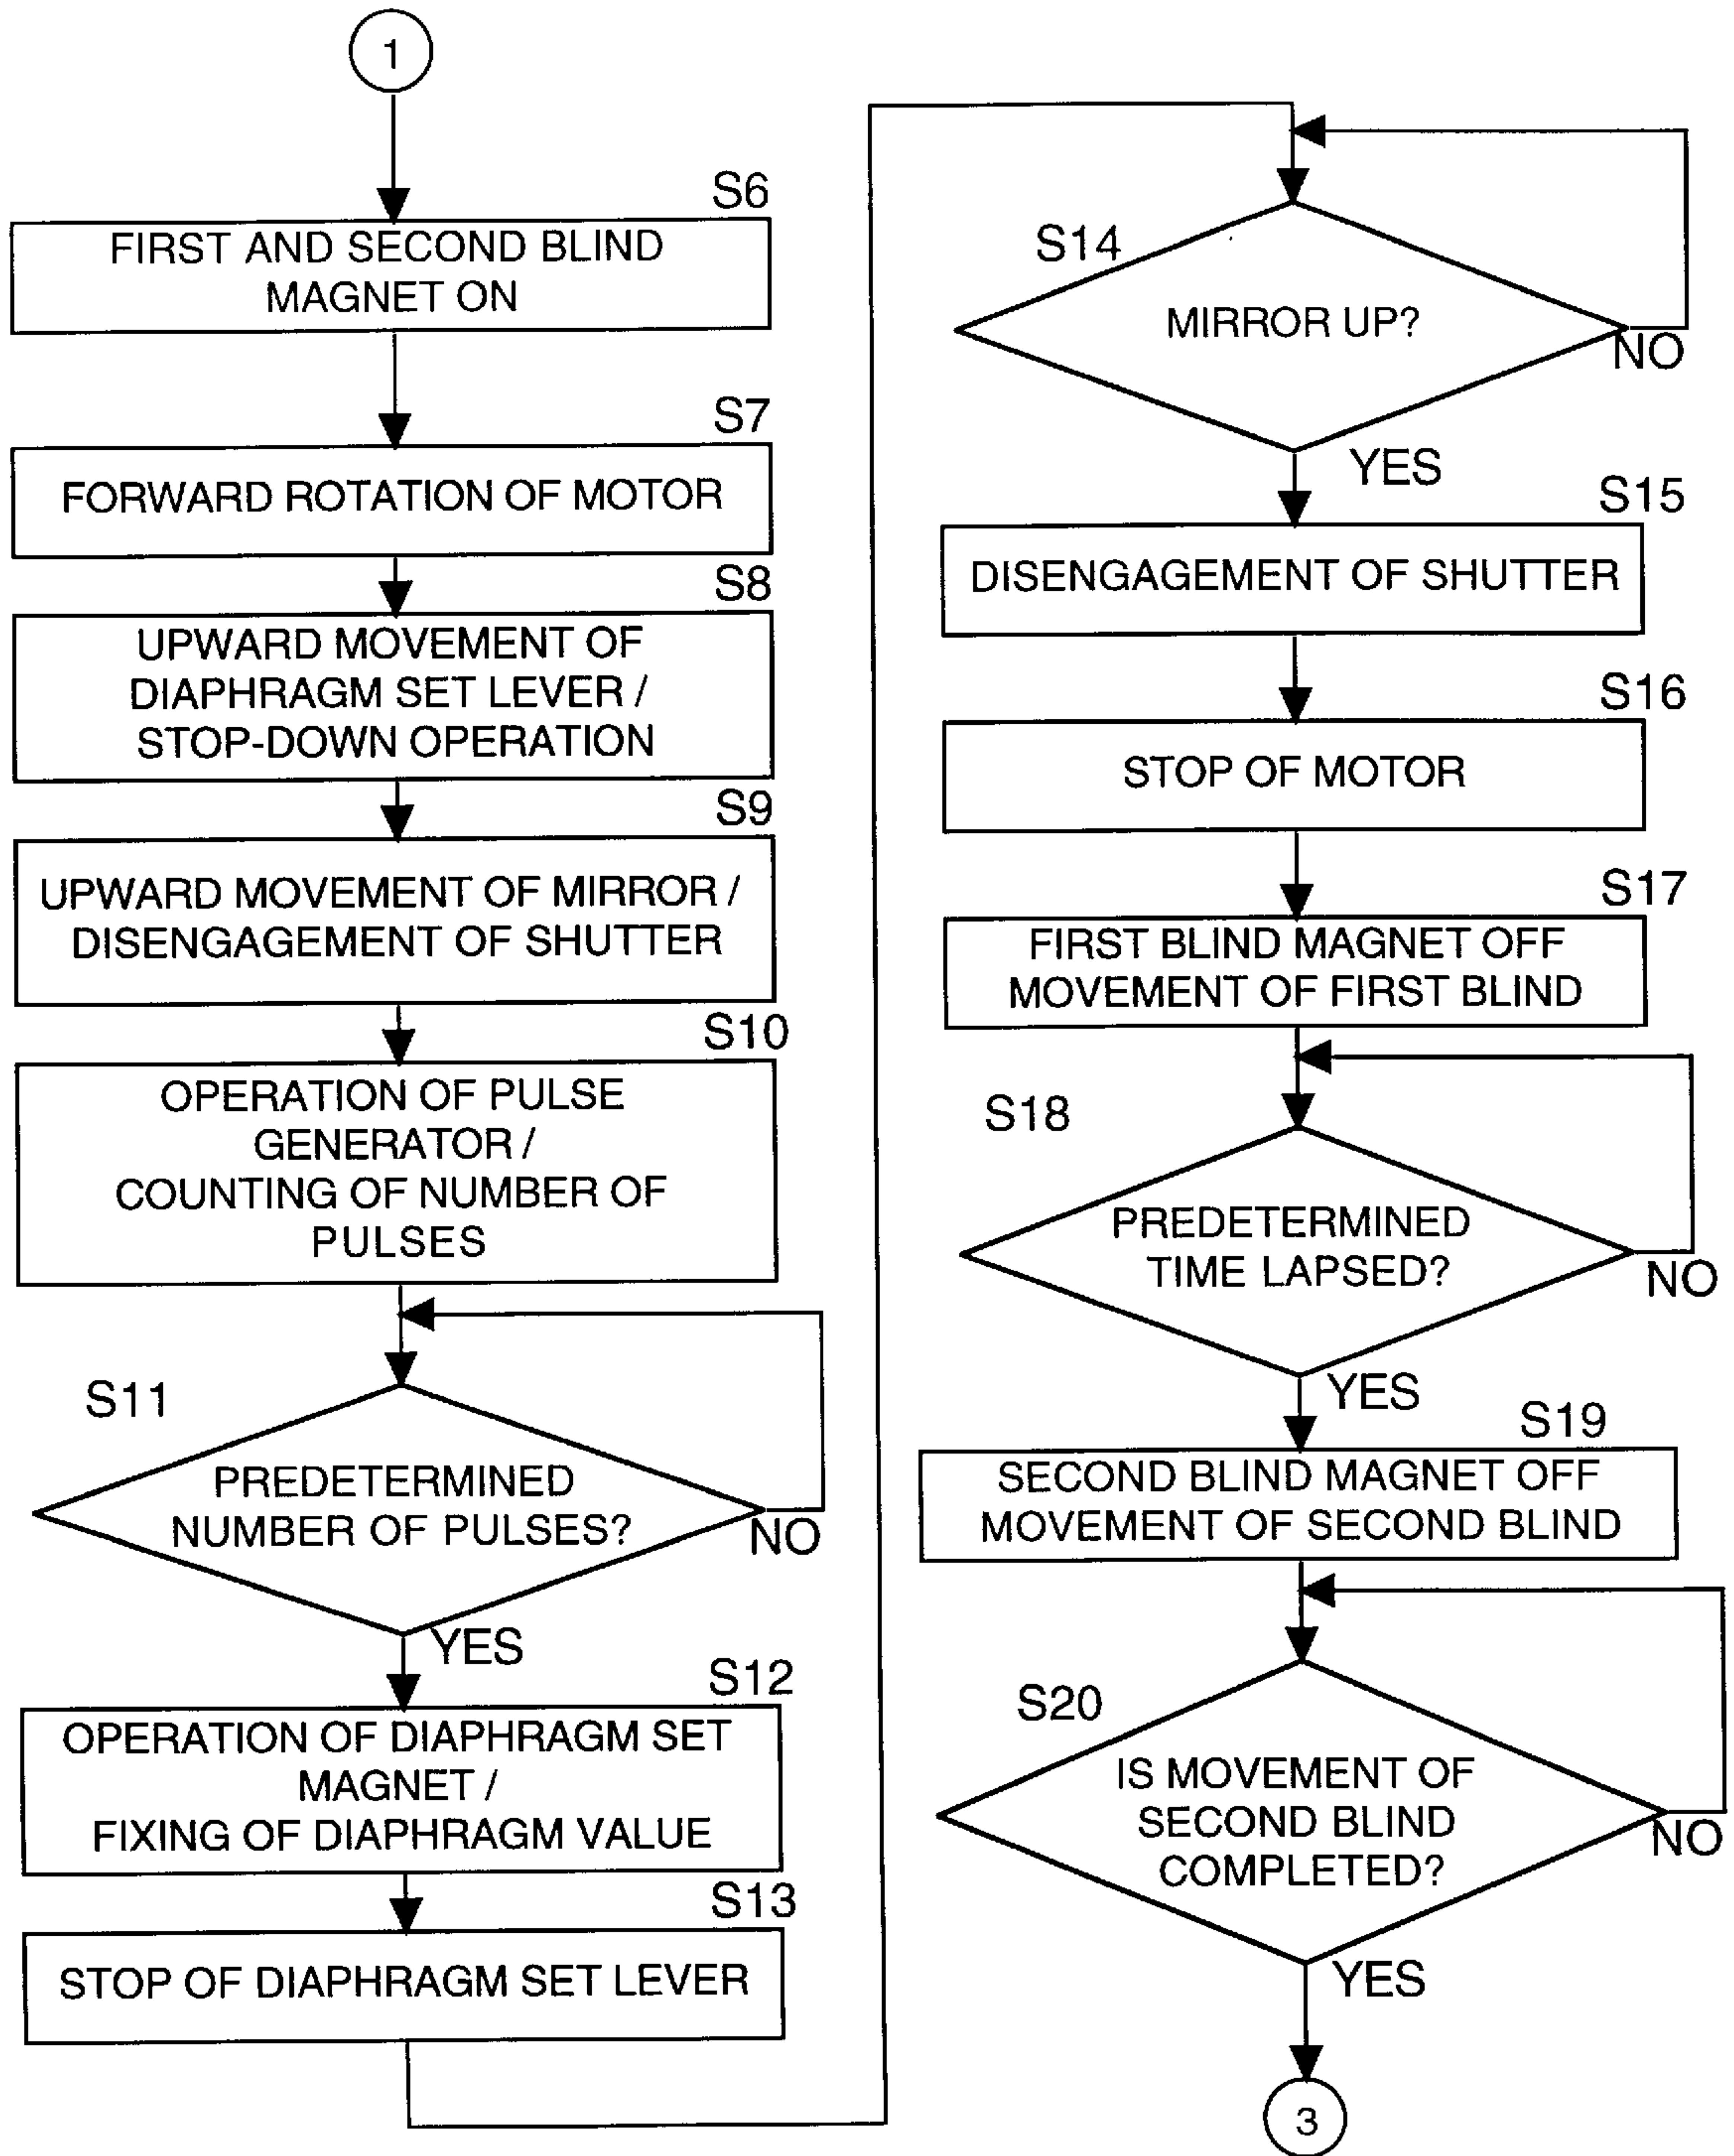 1
S6
FIRST AND SECOND BLIND
MAGNET ON
S7
FORWARD ROTATION OF MOTOR
S8
UPWARD MOVEMENT OF
DIAPHRAGM SET LEVER /
STOP-DOWN OPERATION
S9
UPWARD MOVEMENT OF MIRROR /
DISENGAGEMENT OF SHUTTER
S10
OPERATION OF PULSE
GENERATOR /
COUNTING OF NUMBER OF
PULSES
S11
PREDETERMINED
NUMBER OF PULSES?
NO
YES
S12
OPERATION OF DIAPHRAGM SET
MAGNET /
FIXING OF DIAPHRAGM VALUE
S13
STOP OF DIAPHRAGM SET LEVER
S14
MIRROR UP?
NO
YES
S15
DISENGAGEMENT OF SHUTTER
S16
STOP OF MOTOR
S17
FIRST BLIND MAGNET OFF
MOVEMENT OF FIRST BLIND
S18
PREDETERMINED
TIME LAPSED?
NO
YES
S19
SECOND BLIND MAGNET OFF
MOVEMENT OF SECOND BLIND
S20
IS MOVEMENT OF
SECOND BLIND
COMPLETED?
NO
YES
3